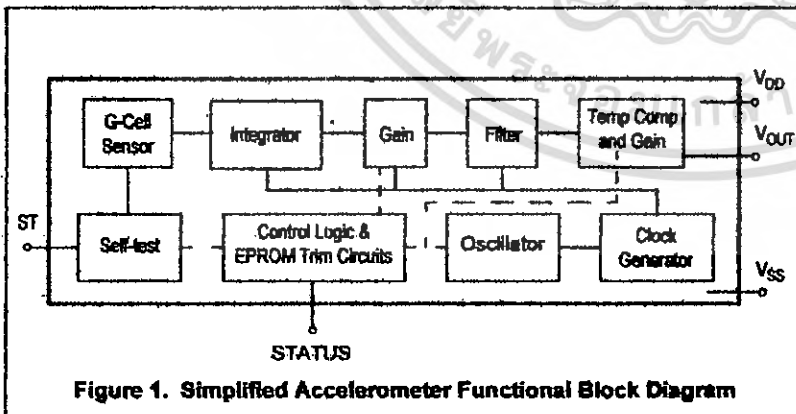 V_DD
G-Cell
Sensor
Integrator
Gain
Filter
Temp Comp
and Gain
V_OUT
ST
Self-test
Control Logic &
EPROM Trim Circuits
Oscillator
Clock
Generator
V_SS
STATUS
Figure 1. Simplified Accelerometer Functional Block Diagram